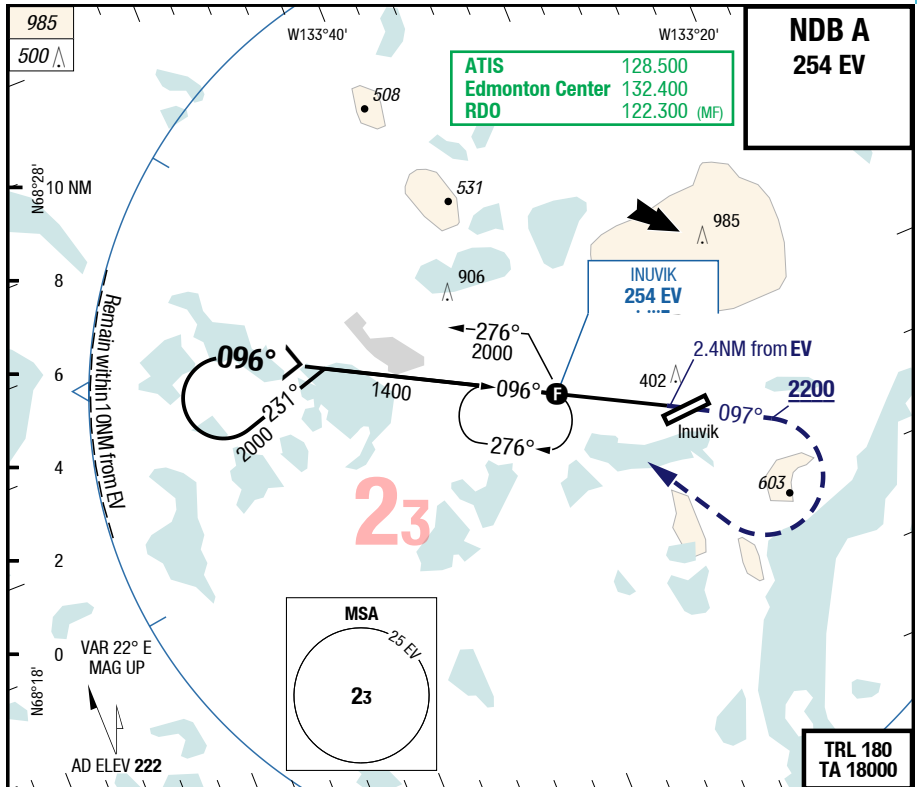 985
500
W133°40'
W133°20'
NDB A
254 EV
ATIS 128.500
Edmonton Center 132.400
RDO 122.300 (MF)
508
N68°28'
10 NM
531
985
8
906
INUVIK
254 EV
276°
2000
2.4NM from EV
Remain within 10NM from EV
096°
6
1400
096°
F
402
2200
231°
097°
2000
276°
Inuvik
4
603
23
2
MSA
25 EV
23
0
VAR 22° E
MAG UP
N68°18'
AD ELEV 222
TRL 180
TA 18000